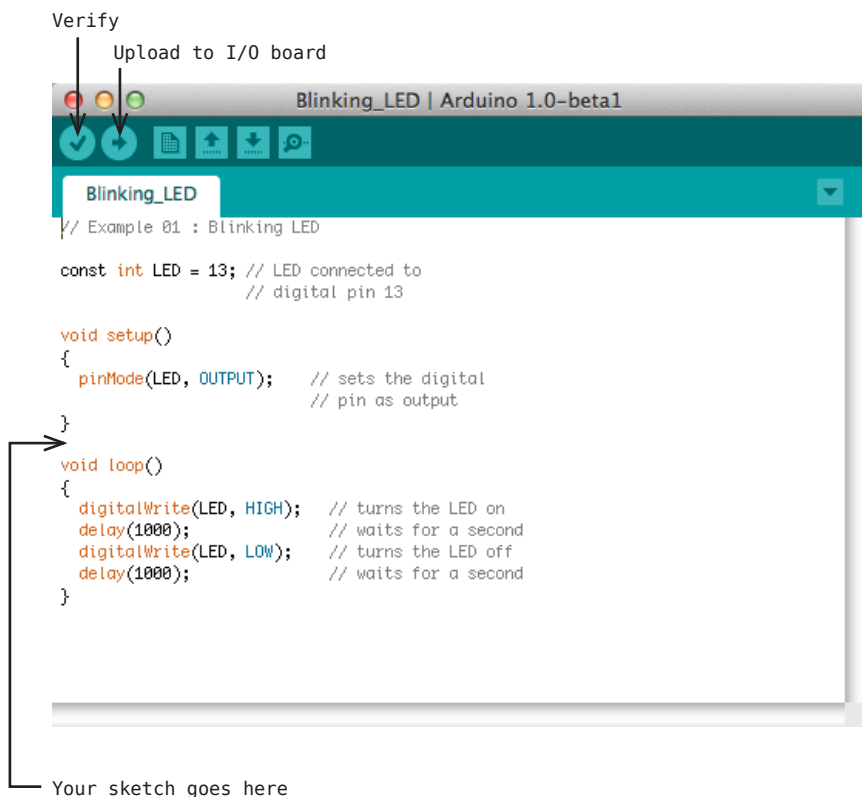 Verify
Upload to I/O board
Blinking_LED | Arduino 1.0-beta1
Blinking_LED
// Example 01 : Blinking LED
const int LED = 13; // LED connected to
// digital pin 13
void setup()
{
pinMode(LED, OUTPUT); // sets the digital
// pin as output
}
void loop()
{
digitalWrite(LED, HIGH); // turns the LED on
delay(1000); // waits for a second
digitalWrite(LED, LOW); // turns the LED off
delay(1000); // waits for a second
}
Your sketch goes here